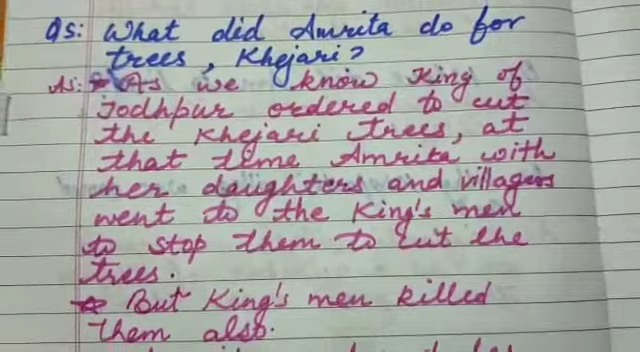 Q5: What did Amrita do for
trees, Khejari?
A5: * As we know King of
Jodhpur ordered to cut
the Khejari trees, at
that time Amrita with
her daughters and villagers
went to the King's men
to stop them to cut the
trees.
* But King's men killed
them also.